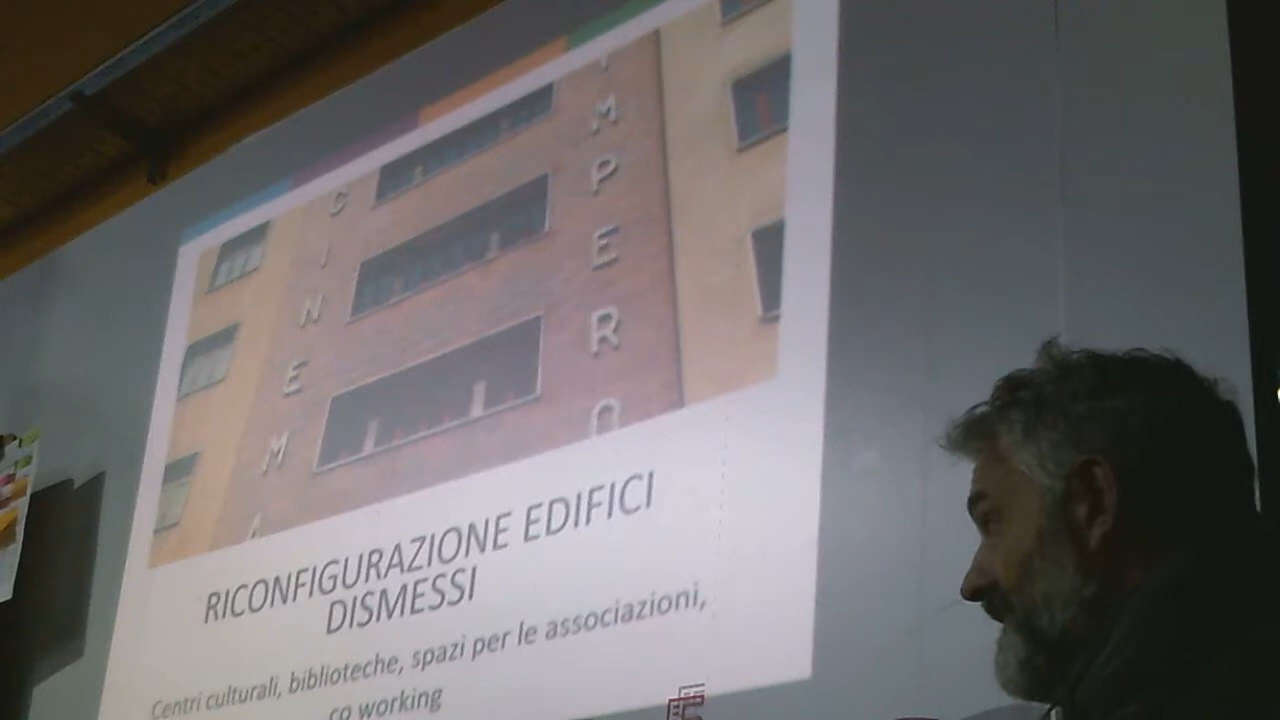 CINEMA
IMPERO
RICONFIGURAZIONE EDIFICI
DISMESSI
Centri culturali, biblioteche, spazi per le associazioni,
co working